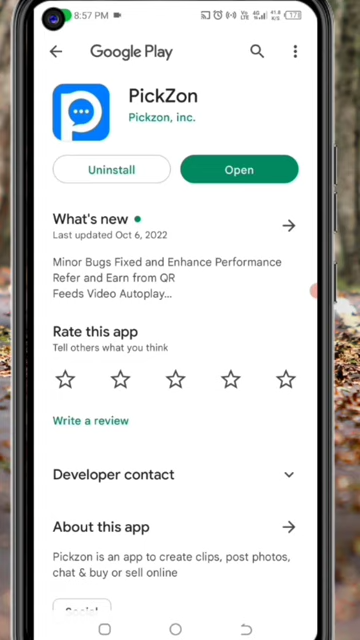 8:57 PM
Google Play
PickZon
Pickzon, inc.
Uninstall
Open
What's new
Last updated Oct 6, 2022
Minor Bugs Fixed and Enhance Performance
Refer and Earn from QR
Feeds Video Autoplay...
Rate this app
Tell others what you think
Write a review
Developer contact
About this app
Pickzon is an app to create clips, post photos,
chat & buy or sell online
Social